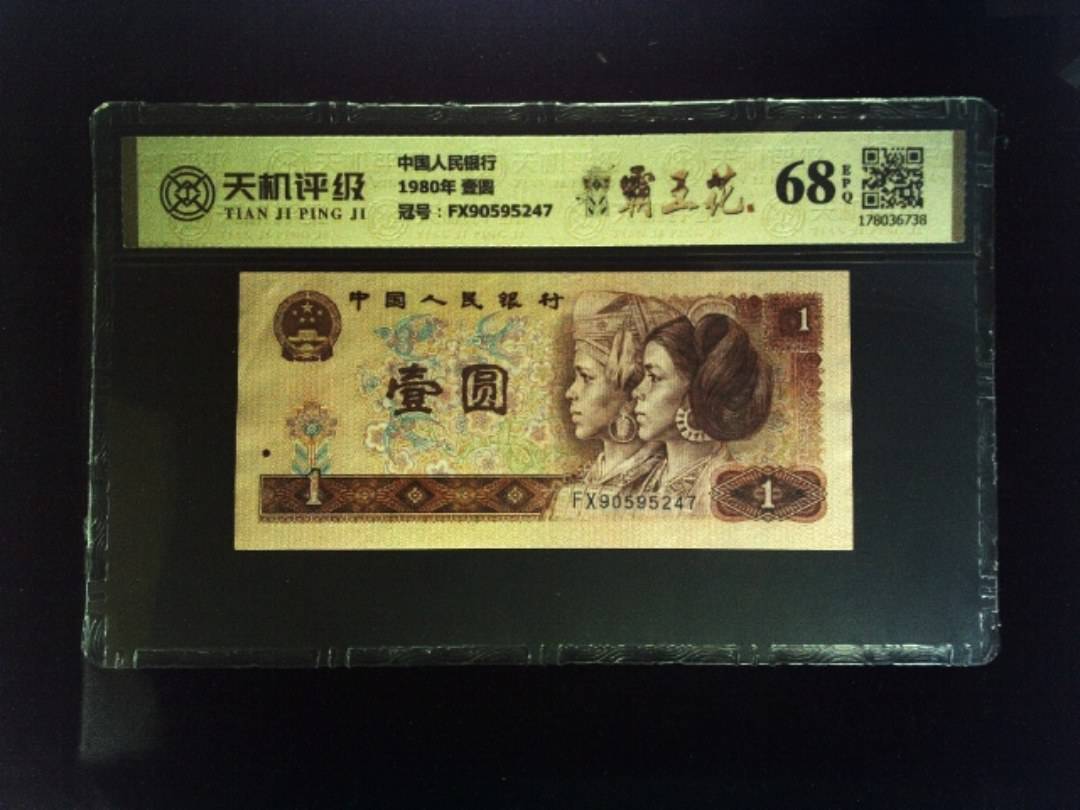 天机评级
TIAN JI PING JI
中国人民银行
1980年 壹圆
冠号：FX90595247
霸王花
68
EPQ
178036738
中国人民银行
1
壹圆
1
FX90595247
1